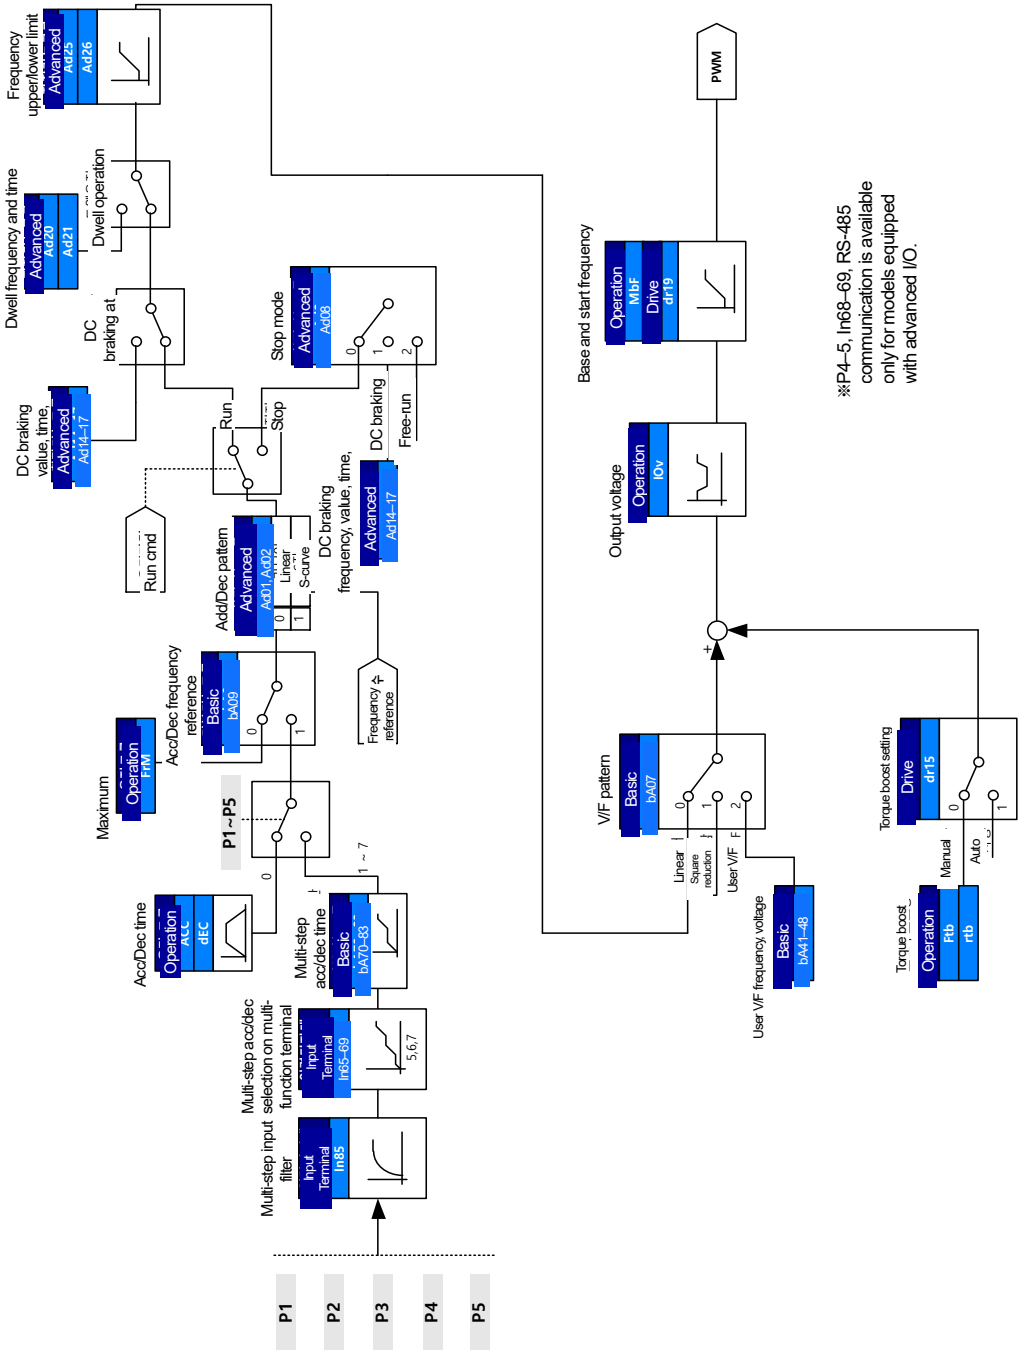 P1
P2
P3
P4
P5
Multi-step input
filter
Input
Terminal
In85
Multi-step acc/dec
selection on multi-
function terminal
Input
Terminal
In65–69
5,6,7
Multi-step
acc/dec time
Basic
bA70–83
1 ~ 7
Acc/Dec time
Operation
ACC
dEC
0
P1~P5
Maximum
Operation
FrM
Acc/Dec frequency
reference
Basic
bA09
0
1
Frequency
reference
Add/Dec pattern
Advanced
Ad01, Ad02
0
Linear
1
S-curve
Run cmd
Run
Stop
DC braking
frequency, value, time,
Advanced
Ad14–17
Stop mode
Advanced
Ad08
0
1
2
DC braking
Free-run
DC braking
value, time,
Advanced
Ad14–17
DC
braking at
Dwell frequency and time
Advanced
Ad20
Ad21
Dwell operation
Frequency
upper/lower limit
Advanced
Ad25
Ad26
V/F pattern
Basic
bA07
0
1
2
Linear
Square
reduction
User V/F
User V/F frequency, voltage
Basic
bA41–48
Torque boost
Operation
Ftb
rtb
Torque boost setting
Drive
dr15
0
1
Manual
Auto
+
Output voltage
Operation
IOv
Base and start frequency
Operation
MbF
Drive
dr19
PWM
※P4–5, In68–69, RS-485
communication is available
only for models equipped
with advanced I/O.